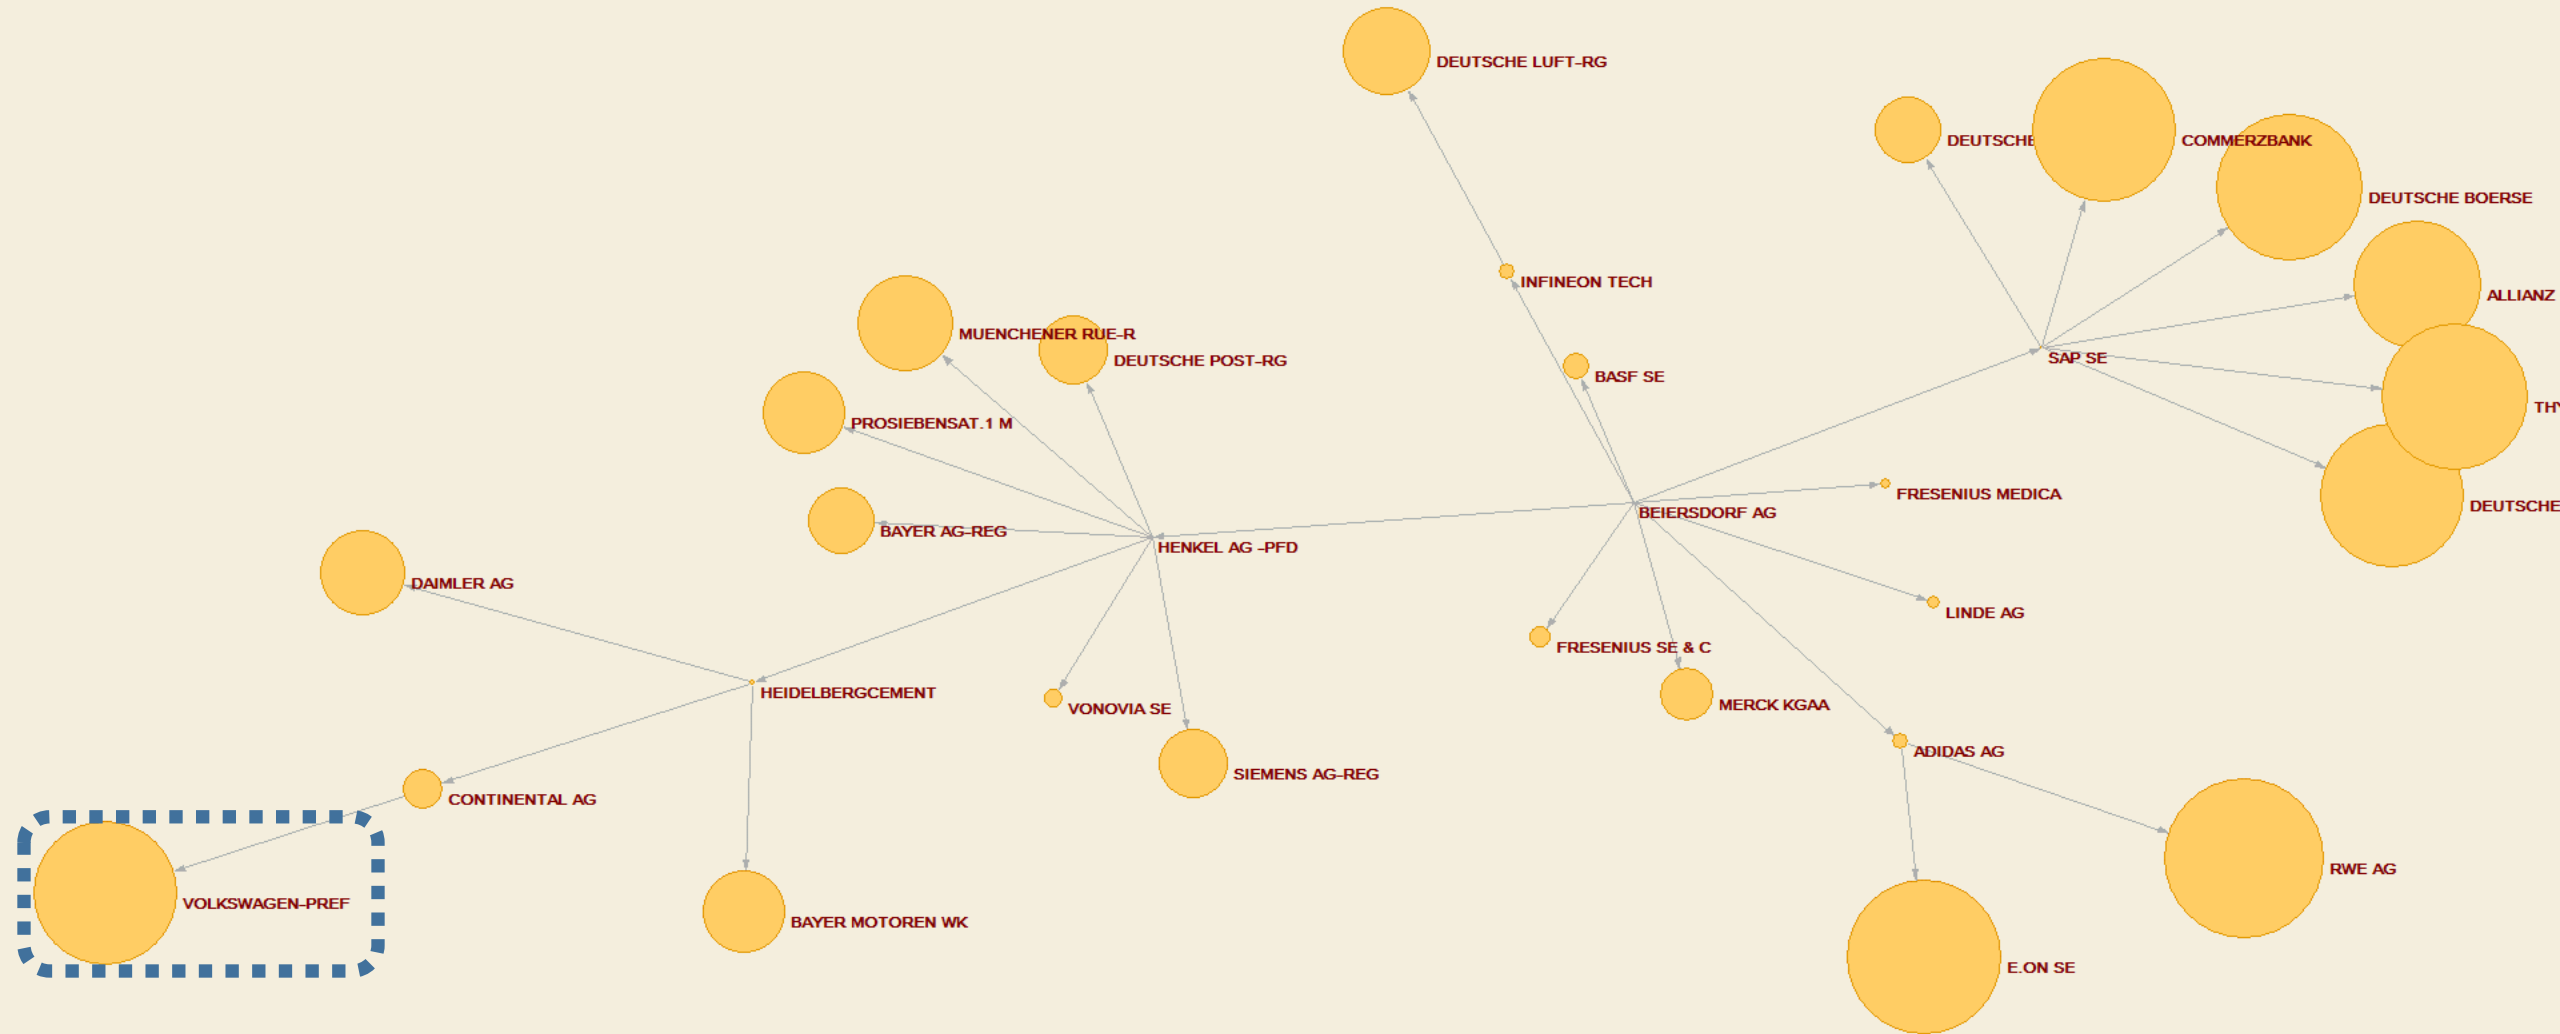 DEUTSCHE LUFT-RG
DEUTSCHE
COMMERZBANK
DEUTSCHE BOERSE
INFINEON TECH
ALLIANZ
MUENCHENER RUE-R
DEUTSCHE POST-RG
SAP SE
BASF SE
THY
PROSIEBENSAT.1 M
FRESENIUS MEDICA
DEUTSCHE
BEIERSDORF AG
BAYER AG-REG
HENKEL AG -PFD
DAIMLER AG
LINDE AG
FRESENIUS SE & C
HEIDELBERGCEMENT
VONOVIA SE
MERCK KGAA
ADIDAS AG
SIEMENS AG-REG
CONTINENTAL AG
RWE AG
VOLKSWAGEN-PREF
BAYER MOTOREN WK
E.ON SE